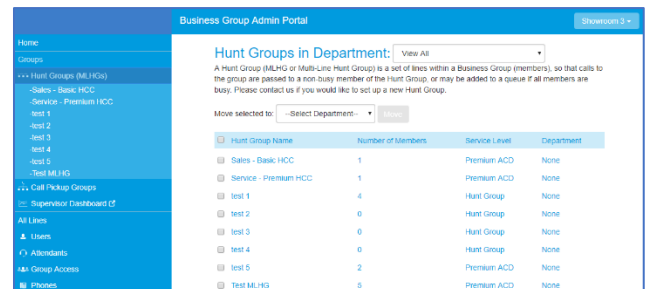 Business Group Admin Portal
Showroom 3
Home
Groups
Hunt Groups (MLHGs)
-Sales - Basic HCC
-Service - Premium HCC
-test 1
-test 2
-test 3
-test 4
-test 5
-Test MLHG
Call Pickup Groups
Supervisor Dashboard
All Lines
Users
Attendants
Group Access
Phones
Hunt Groups in Department: View All
A Hunt Group (MLHG or Multi-Line Hunt Group) is a set of lines within a Business Group (members), so that calls to
the group are passed to a non-busy member of the Hunt Group, or may be added to a queue if all members are
busy. Please contact us if you would like to set up a new Hunt Group.
Move selected to: --Select Department-- Move
Hunt Group Name Number of Members Service Level Department
Sales - Basic HCC 1 Premium ACD None
Service - Premium HCC 1 Premium ACD None
test 1 4 Hunt Group None
test 2 0 Hunt Group None
test 3 0 Hunt Group None
test 4 0 Hunt Group None
test 5 2 Premium ACD None
Test MLHG 5 Premium ACD None